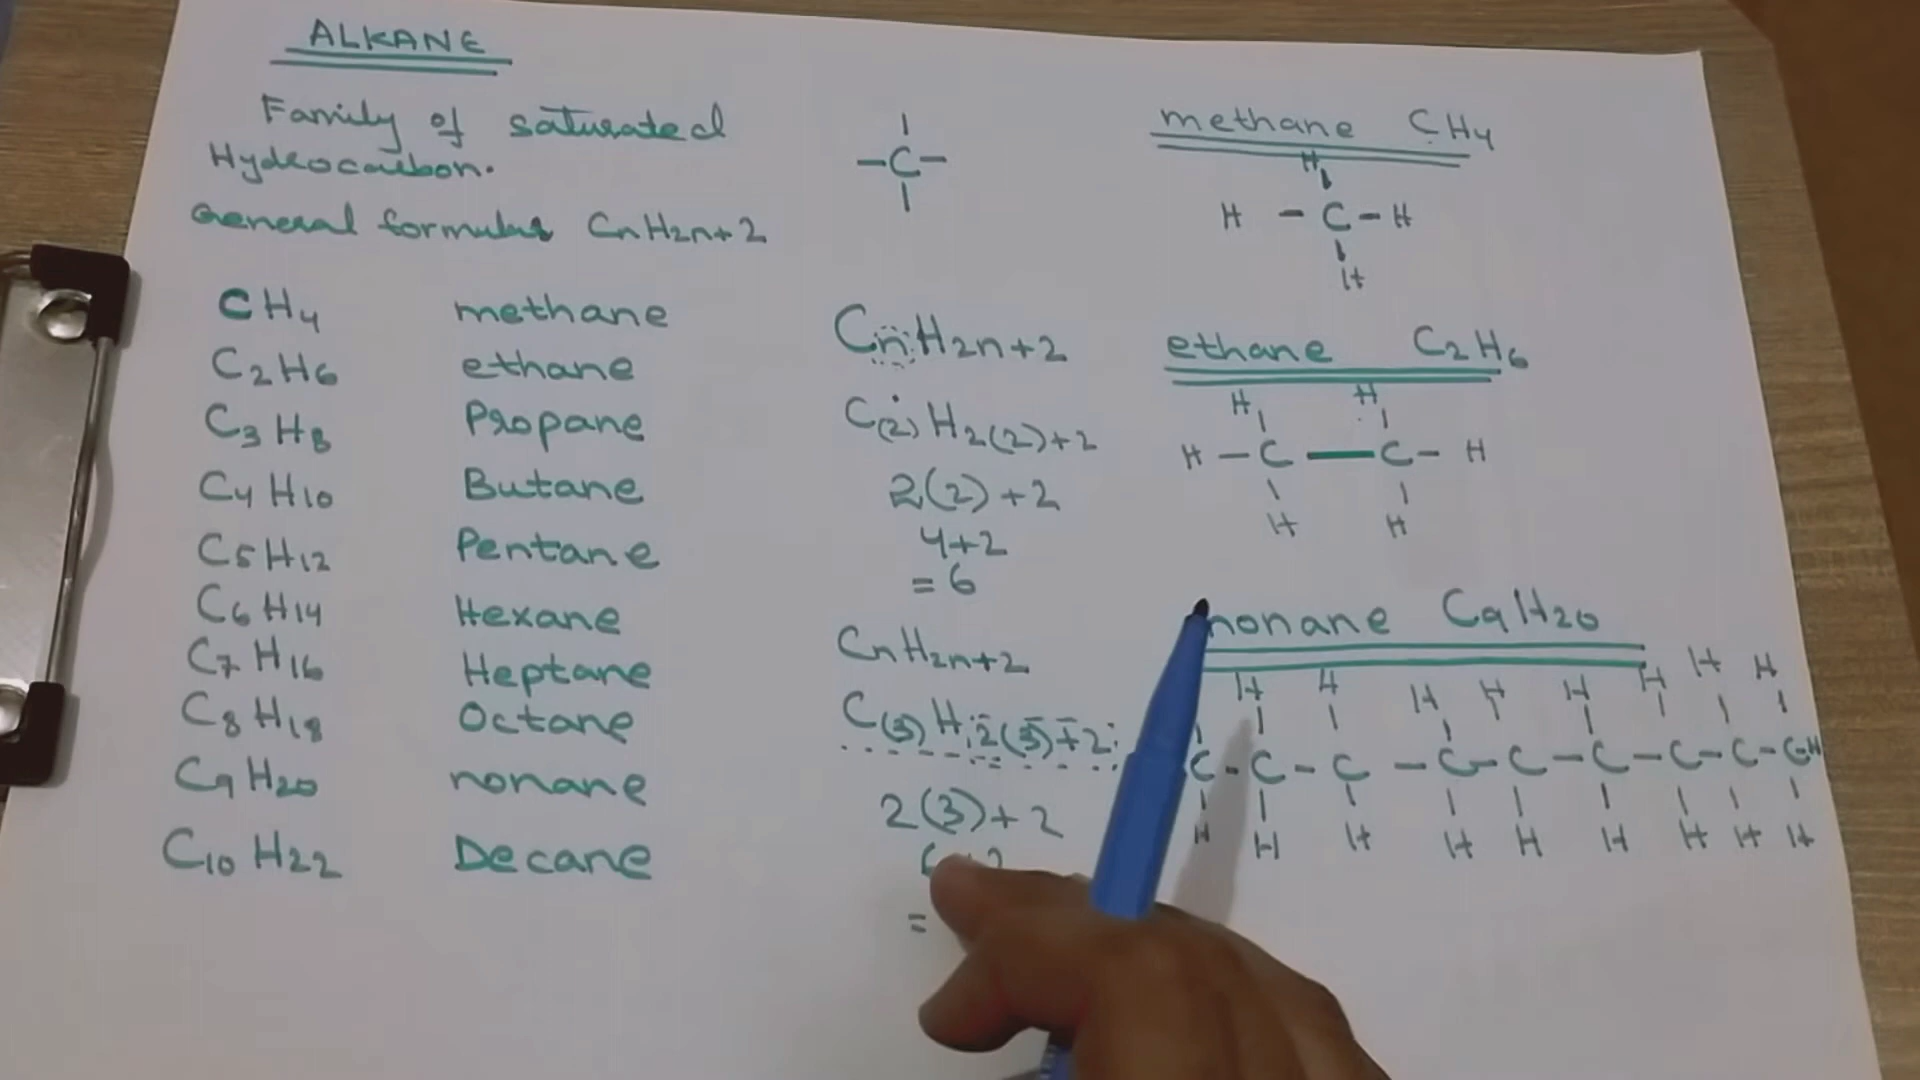 ALKANE
Family of saturated
Hydrocarbon.
General formula CnH2n+2
CH4 methane
C2H6 ethane
C3H8 Propane
C4H10 Butane
C5H12 Pentane
C6H14 Hexane
C7H16 Heptane
C8H18 Octane
C9H20 nonane
C10H22 Decane
-C-
CnH2n+2
C(2)H2(2)+2
2(2)+2
4+2
=6
CnH2n+2
C(3)H2(3)+2
2(3)+2
=
methane CH4
H
H - C - H
H
ethane C2H6
H H
H - C - C - H
H H
nonane C9H20
H H H H H H H H
C - C - C - C - C - C - C - C - C-H
H H H H H H H H H